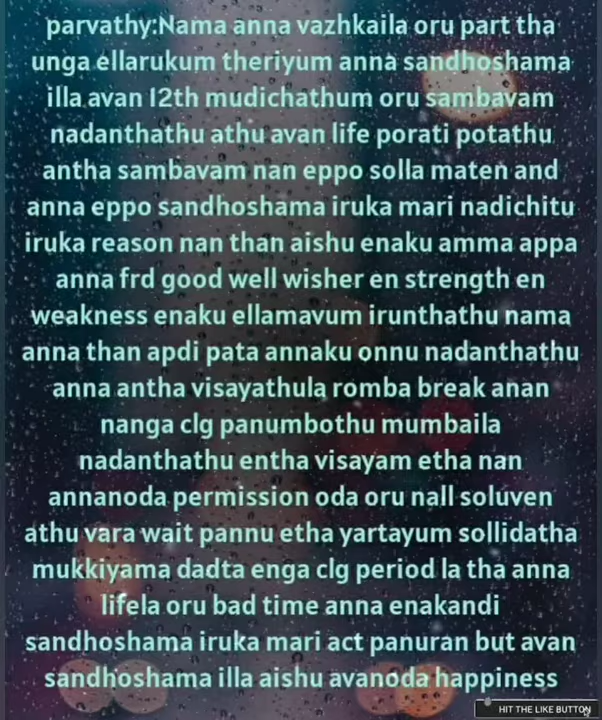 parvathy:Nama anna vazhkaila oru part tha
unga ellarukum theriyum anna sandhoshama
illa avan 12th mudichathum oru sambavam
nadanthathu athu avan life porati potathu
antha sambavam nan eppo solla maten and
anna eppo sandhoshama iruka mari nadichitu
iruka reason nan than aishu enaku amma appa
anna frd good well wisher en strength en
weakness enaku ellamavum irunthathu nama
anna than apdi pata annaku onnu nadanthathu
anna antha visayathula romba break anan
nanga clg panumbothu mumbaila
nadanthathu entha visayam etha nan
annanoda permission oda oru nall soluven
athu vara wait pannu etha yartayum sollidatha
mukkiyama dadta enga clg period la tha anna
lifela oru bad time anna enakandi
sandhoshama iruka mari act panuran but avan
sandhoshama illa aishu avanoda happiness
HIT THE LIKE BUTTON